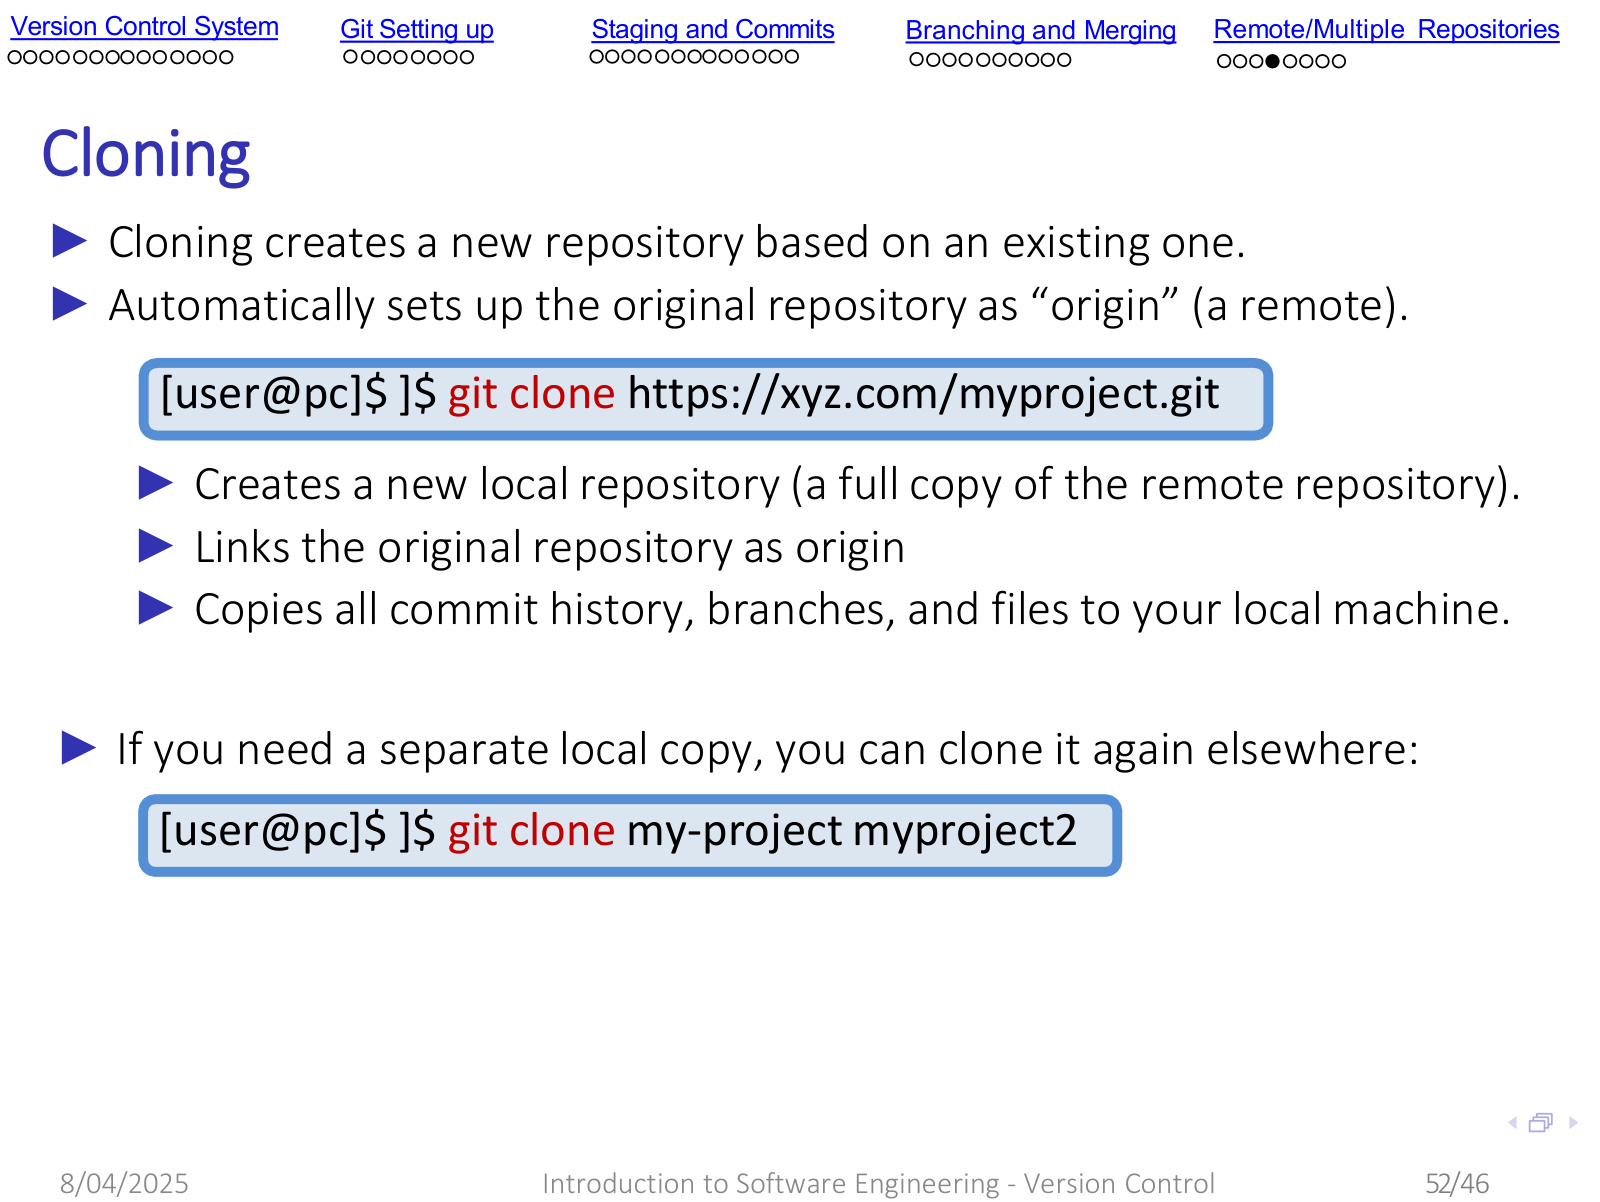 Version Control System Git Setting up Staging and Commits Branching and Merging Remote/Multiple Repositories
Cloning
Cloning creates a new repository based on an existing one.
Automatically sets up the original repository as “origin” (a remote).
[user@pc]$ ]$ git clone https://xyz.com/myproject.git
Creates a new local repository (a full copy of the remote repository).
Links the original repository as origin
Copies all commit history, branches, and files to your local machine.
If you need a separate local copy, you can clone it again elsewhere:
[user@pc]$ ]$ git clone my-project myproject2
8/04/2025 Introduction to Software Engineering - Version Control 52/46